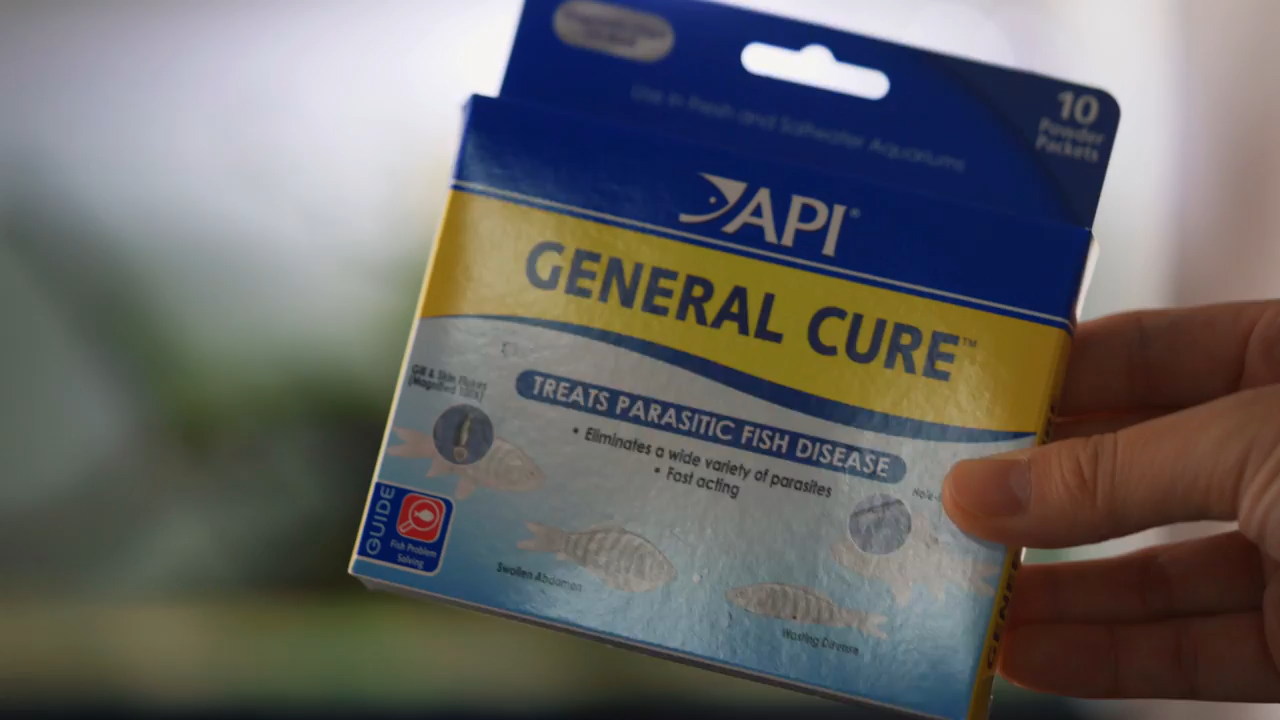 10
Powder
Packets
Use in Fresh and Saltwater Aquariums
API®
GENERAL CURE™
TREATS PARASITIC FISH DISEASE
• Eliminates a wide variety of parasites
• Fast acting
Gill & Skin Flukes
Hole
GUIDE
Fish Problem
Solving
Swollen Abdomen
Wasting Disease